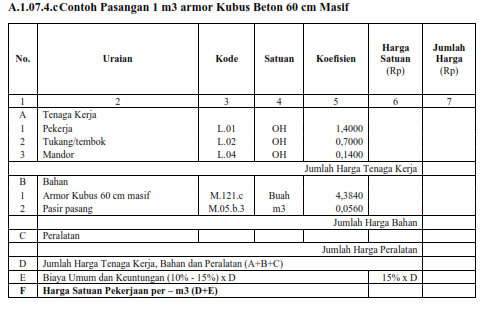 A.1.07.4.c Contoh Pasangan 1 m3 armor Kubus Beton 60 cm Masif
No. Uraian Kode Satuan Koefisien Harga Satuan (Rp) Jumlah Harga (Rp)
1 2 3 4 5 6 7
A Tenaga Kerja
1 Pekerja L.01 OH 1,4000
2 Tukang/tembok L.02 OH 0,7000
3 Mandor L.04 OH 0,1400
Jumlah Harga Tenaga Kerja
B Bahan
1 Armor Kubus 60 cm masif M.121.c Buah 4,3840
2 Pasir pasang M.05.b.3 m3 0,0560
Jumlah Harga Bahan
C Peralatan
Jumlah Harga Peralatan
D Jumlah Harga Tenaga Kerja, Bahan dan Peralatan (A+B+C)
E Biaya Umum dan Keuntungan (10% - 15%) x D 15% x D
F Harga Satuan Pekerjaan per – m3 (D+E)